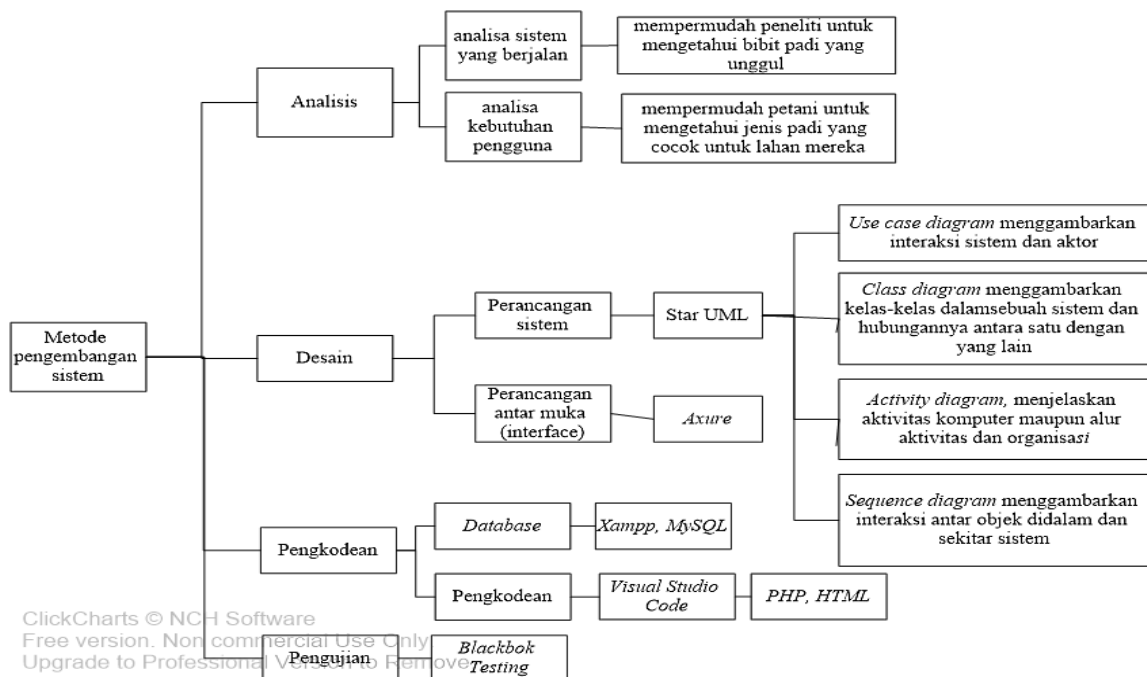 analisa sistem
yang berjalan
mempermudah peneliti untuk
mengetahui bibit padi yang
unggul
Analisis
analisa
kebutuhan
pengguna
mempermudah petani untuk
mengetahui jenis padi yang
cocok untuk lahan mereka
Metode
pengembangan
sistem
Desain
Perancangan
sistem
Star UML
Use case diagram menggambarkan
interaksi sistem dan aktor
Class diagram menggambarkan
kelas-kelas dalamsebuah sistem dan
hubungannya antara satu dengan
yang lain
Activity diagram, menjelaskan
aktivitas komputer maupun alur
aktivitas dan organisasi
Sequence diagram menggambarkan
interaksi antar objek didalam dan
sekitar sistem
Perancangan
antar muka
(interface)
Axure
Pengkodean
Database
Xampp, MySQL
Pengkodean
Visual Studio
Code
PHP, HTML
Pengujian
Blackbok
Testing
ClickCharts © NCH Software
Free version. Non commercial Use Only
Upgrade to Professional Version to Remove